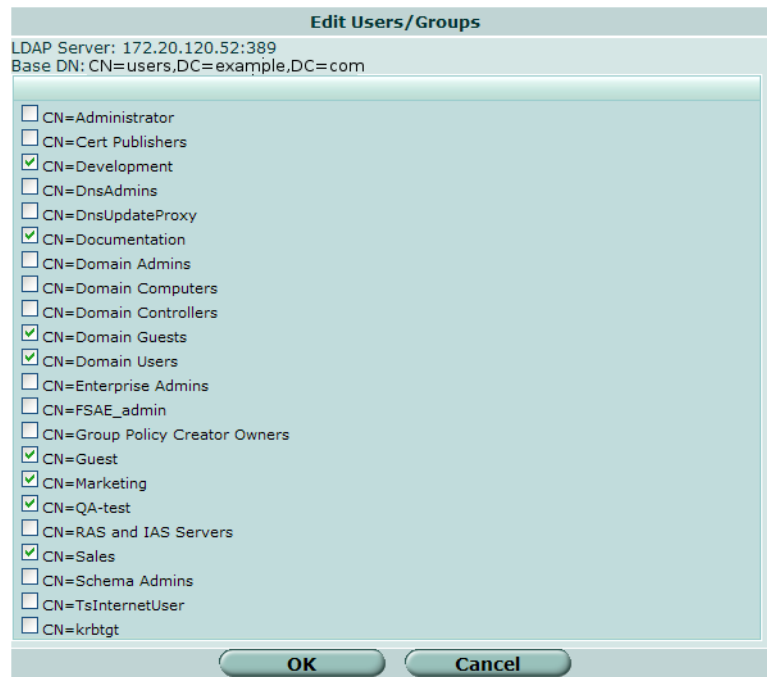 Edit Users/Groups
LDAP Server: 172.20.120.52:389
Base DN: CN=users,DC=example,DC=com
CN=Administrator
CN=Cert Publishers
CN=Development
CN=DnsAdmins
CN=DnsUpdateProxy
CN=Documentation
CN=Domain Admins
CN=Domain Computers
CN=Domain Controllers
CN=Domain Guests
CN=Domain Users
CN=Enterprise Admins
CN=FSAE_admin
CN=Group Policy Creator Owners
CN=Guest
CN=Marketing
CN=QA-test
CN=RAS and IAS Servers
CN=Sales
CN=Schema Admins
CN=TsInternetUser
CN=krbtgt
OK Cancel